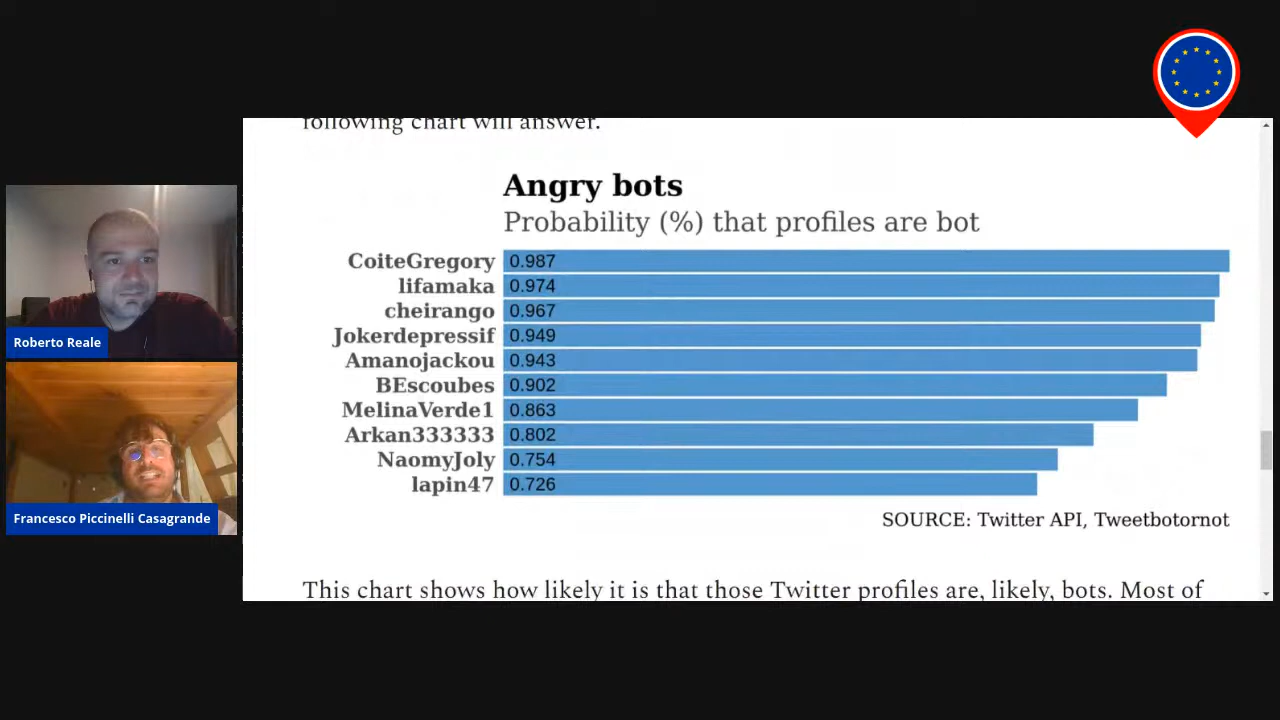 following chart will answer.
Angry bots
Probability (%) that profiles are bot
CoiteGregory 0.987
lifamaka 0.974
cheirango 0.967
Jokerdepressif 0.949
Amanojackou 0.943
BEscoubes 0.902
MelinaVerde1 0.863
Arkan333333 0.802
NaomyJoly 0.754
lapin47 0.726
SOURCE: Twitter API, Tweetbotornot
This chart shows how likely it is that those Twitter profiles are, likely, bots. Most of
Roberto Reale
Francesco Piccinelli Casagrande